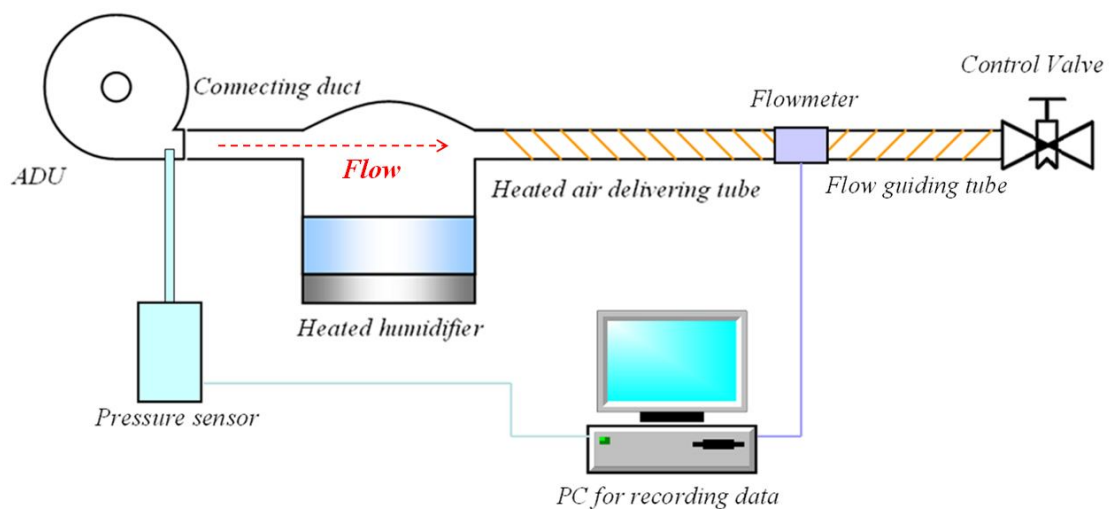 Control Valve
Connecting duct
Flowmeter
ADU
Flow
Heated air delivering tube
Flow guiding tube
Heated humidifier
Pressure sensor
PC for recording data